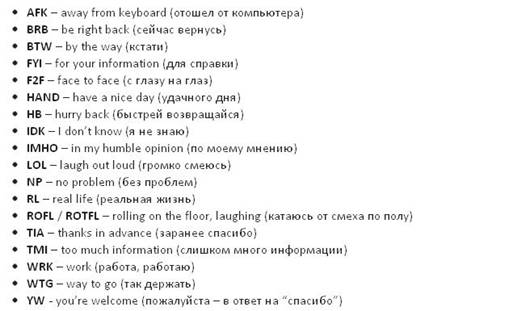 • AFK – away from keyboard (отошел от компьютера)
• BRB – be right back (сейчас вернусь)
• BTW – by the way (кстати)
• FYI – for your information (для справки)
• F2F – face to face (с глазу на глаз)
• HAND – have a nice day (удачного дня)
• HB – hurry back (быстрей возвращайся)
• IDK – I don't know (я не знаю)
• IMHO – in my humble opinion (по моему мнению)
• LOL – laugh out loud (громко смеюсь)
• NP – no problem (без проблем)
• RL – real life (реальная жизнь)
• ROFL / ROTFL – rolling on the floor, laughing (катаюсь от смеха по полу)
• TIA – thanks in advance (заранее спасибо)
• TMI – too much information (слишком много информации)
• WRK – work (работа, работаю)
• WTG – way to go (так держать)
• YW - you're welcome (пожалуйста – в ответ на “спасибо”)